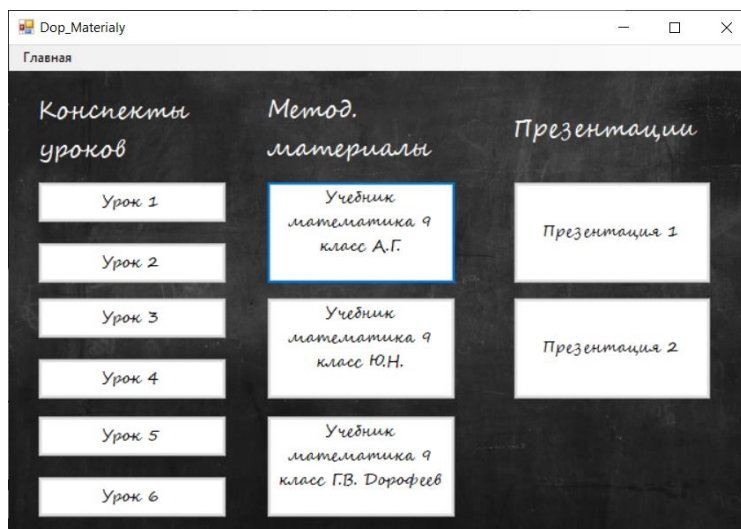 Dop_Materialy
Главная
Конспекты
уроков
Урок 1
Урок 2
Урок 3
Урок 4
Урок 5
Урок 6
Метод.
материалы
Учебник
математика 9
класс А.Г.
Учебник
математика 9
класс Ю.Н.
Учебник
математика 9
класс Г.В. Дорофеев
Презентации
Презентация 1
Презентация 2